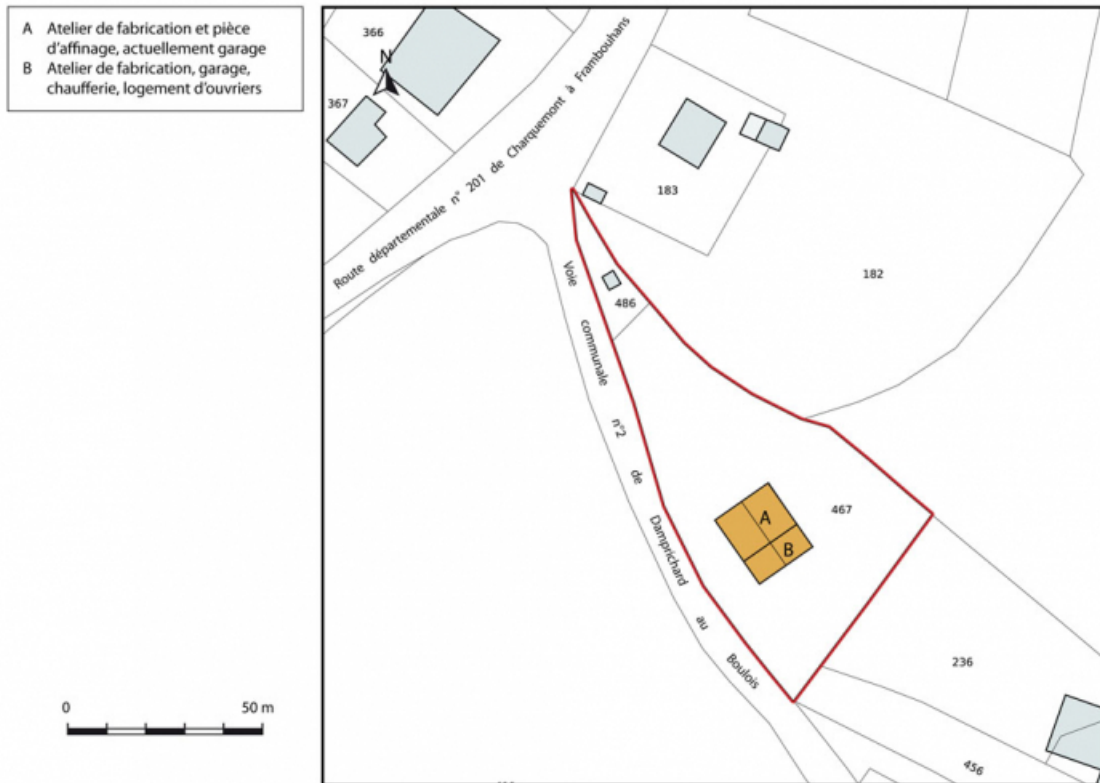 A Atelier de fabrication et pièce
d'affinage, actuellement garage
B Atelier de fabrication, garage,
chaufferie, logement d'ouvriers
366
N
367
Route départementale n° 201 de Charquemont à Frambouhans
183
182
486
Voie communale n°2 de Damprichard au Boulois
467
A
B
236
456
0 50 m